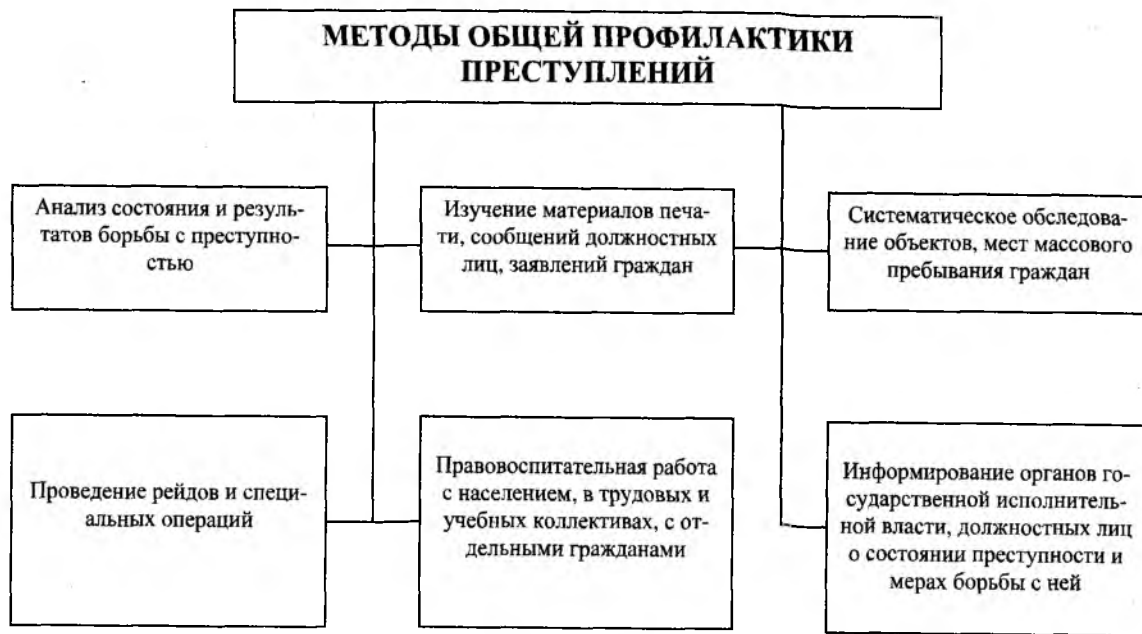 МЕТОДЫ ОБЩЕЙ ПРОФИЛАКТИКИ
ПРЕСТУПЛЕНИЙ
Анализ состояния и резуль-
татов борьбы с преступно-
стью
Изучение материалов печа-
ти, сообщений должностных
лиц, заявлений граждан
Систематическое обследова-
ние объектов, мест массового
пребывания граждан
Проведение рейдов и специ-
альных операций
Правовоспитательная работа
с населением, в трудовых и
учебных коллективах, с от-
дельными гражданами
Информирование органов го-
сударственной исполнитель-
ной власти, должностных лиц
о состоянии преступности и
мерах борьбы с ней